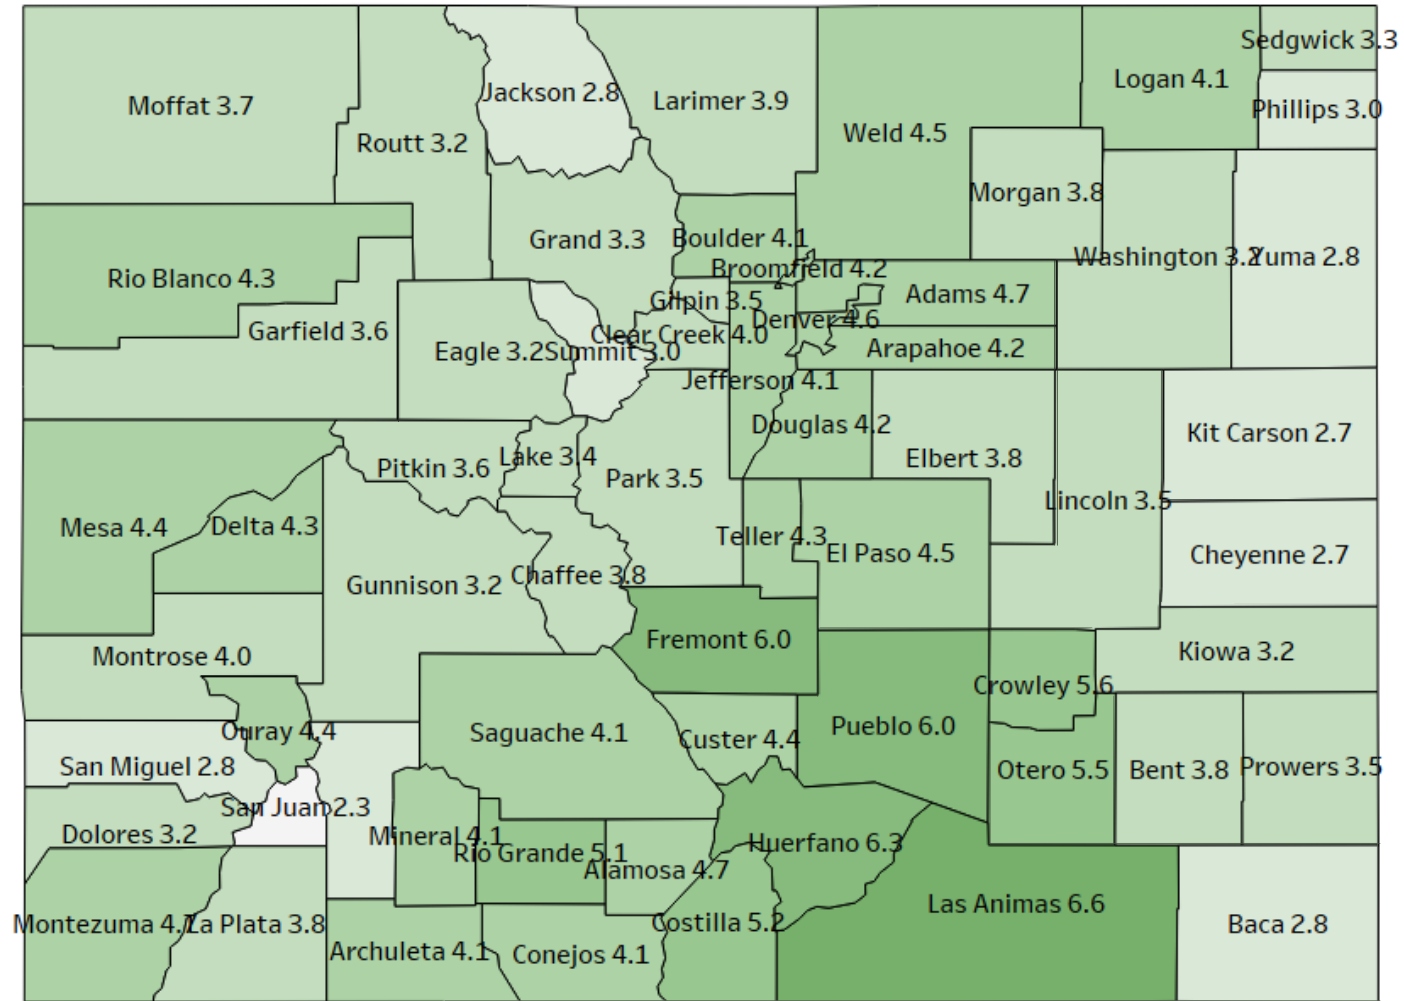 Sedgwick 3.3
Logan 4.1
Jackson 2.8
Larimer 3.9
Moffat 3.7
Phillips 3.0
Weld 4.5
Routt 3.2
Morgan 3.8
Grand 3.3
Boulder 4.1
Washington 3.2
Yuma 2.8
Broomfield 4.2
Rio Blanco 4.3
Adams 4.7
Gilpin 3.5
Denver 4.6
Garfield 3.6
Clear Creek 4.0
Arapahoe 4.2
Eagle 3.2
Summit 3.0
Jefferson 4.1
Douglas 4.2
Kit Carson 2.7
Lake 3.4
Elbert 3.8
Pitkin 3.6
Park 3.5
Lincoln 3.5
Mesa 4.4
Delta 4.3
Teller 4.3
El Paso 4.5
Cheyenne 2.7
Gunnison 3.2
Chaffee 3.8
Fremont 6.0
Montrose 4.0
Kiowa 3.2
Crowley 5.6
Pueblo 6.0
Ouray 4.4
Saguache 4.1
Custer 4.4
San Miguel 2.8
Otero 5.5
Bent 3.8
Prowers 3.5
San Juan 2.3
Dolores 3.2
Mineral 4.1
Huerfano 6.3
Rio Grande 5.1
Alamosa 4.7
Las Animas 6.6
Montezuma 4.1
La Plata 3.8
Costilla 5.2
Baca 2.8
Archuleta 4.1
Conejos 4.1